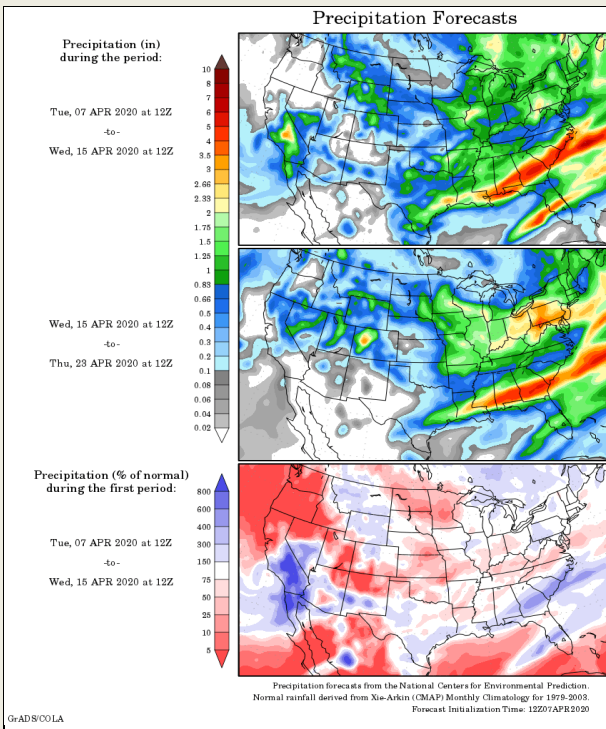 Precipitation Forecasts
Precipitation (in)
during the period:
Tue, 07 APR 2020 at 12Z
-to-
Wed, 15 APR 2020 at 12Z
10
8
7
6
5
4
3.5
3
2.66
2.33
2
1.75
1.5
1.25
1
0.83
0.66
0.5
0.4
0.3
0.2
0.1
0.08
0.06
0.04
0.02
Wed, 15 APR 2020 at 12Z
-to-
Thu, 23 APR 2020 at 12Z
Precipitation (% of normal)
during the first period:
Tue, 07 APR 2020 at 12Z
-to-
Wed, 15 APR 2020 at 12Z
800
600
400
300
150
75
50
25
10
5
Precipitation forecasts from the National Centers for Environmental Prediction.
Normal rainfall derived from Xie-Arkin (CMAP) Monthly Climatology for 1979-2003.
Forecast Initialization Time: 12Z07APR2020
GrADS/COLA